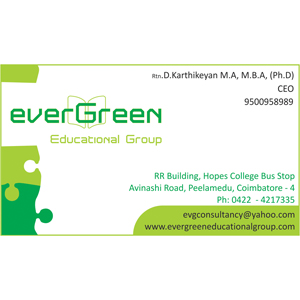 Rtn.D.Karthikeyan M.A, M.B.A, (Ph.D)
CEO
9500958989
everGreen
Educational Group
RR Building, Hopes College Bus Stop
Avinashi Road, Peelamedu, Coimbatore - 4
Ph: 0422 - 4217335
evgconsultancy@yahoo.com
www.evergreeneducationalgroup.com